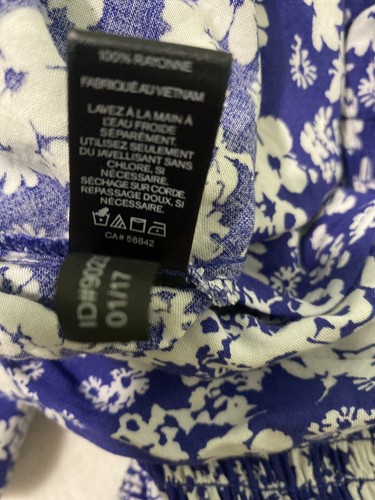 100% RAYONNE
FABRIQUÉ AU VIETNAM
LAVEZ À LA MAIN À
L'EAU FROIDE
SÉPARÉMENT.
UTILISEZ SEULEMENT
DU JAVELLISANT SANS
CHLORE, SI
NÉCESSAIRE.
SÉCHAGE SUR CORDE.
REPASSAGE DOUX, SI
NÉCESSAIRE.
CA# 56842
01/17